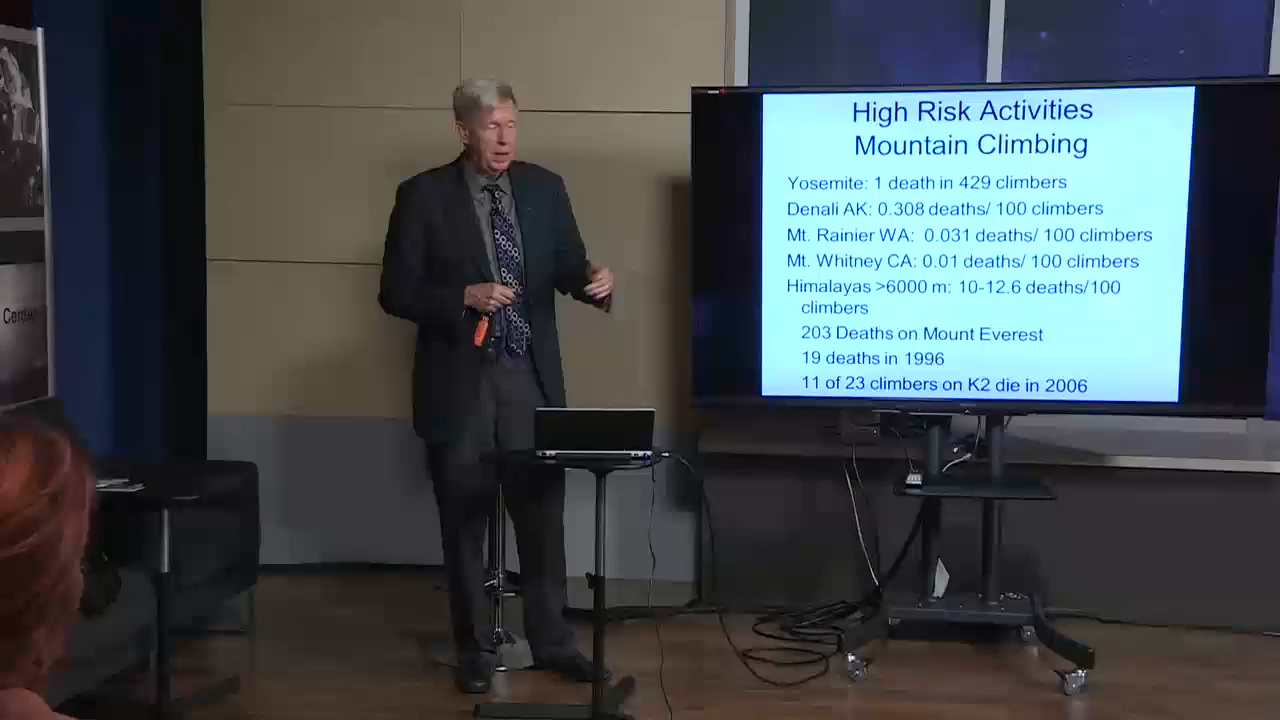 High Risk Activities
Mountain Climbing
Yosemite: 1 death in 429 climbers
Denali AK: 0.308 deaths/ 100 climbers
Mt. Rainier WA: 0.031 deaths/ 100 climbers
Mt. Whitney CA: 0.01 deaths/ 100 climbers
Himalayas >6000 m: 10-12.6 deaths/100
climbers
203 Deaths on Mount Everest
19 deaths in 1996
11 of 23 climbers on K2 die in 2006